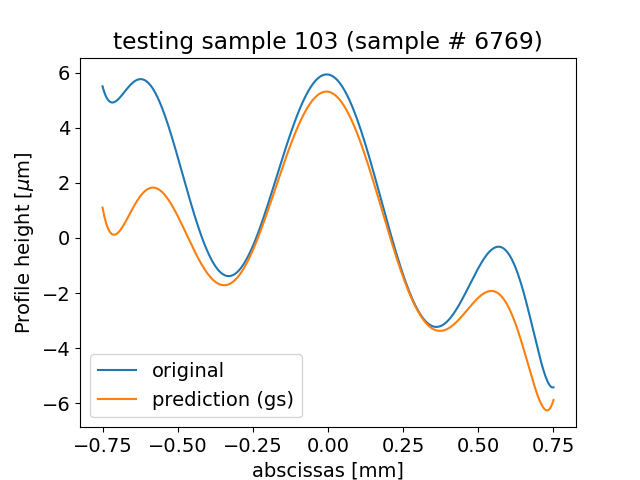 testing sample 103 (sample # 6769)
Profile height [μm]
6
4
2
0
−2
−4
−6
original
prediction (gs)
−0.75 −0.50 −0.25 0.00 0.25 0.50 0.75
abscissas [mm]